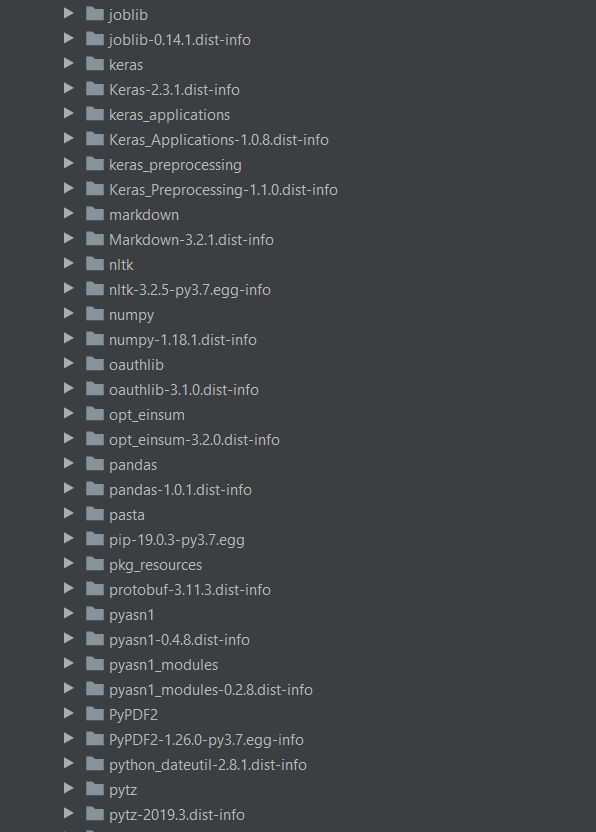 joblib
joblib-0.14.1.dist-info
keras
Keras-2.3.1.dist-info
keras_applications
Keras_Applications-1.0.8.dist-info
keras_preprocessing
Keras_Preprocessing-1.1.0.dist-info
markdown
Markdown-3.2.1.dist-info
nltk
nltk-3.2.5-py3.7.egg-info
numpy
numpy-1.18.1.dist-info
oauthlib
oauthlib-3.1.0.dist-info
opt_einsum
opt_einsum-3.2.0.dist-info
pandas
pandas-1.0.1.dist-info
pasta
pip-19.0.3-py3.7.egg
pkg_resources
protobuf-3.11.3.dist-info
pyasn1
pyasn1-0.4.8.dist-info
pyasn1_modules
pyasn1_modules-0.2.8.dist-info
PyPDF2
PyPDF2-1.26.0-py3.7.egg-info
python_dateutil-2.8.1.dist-info
pytz
pytz-2019.3.dist-info